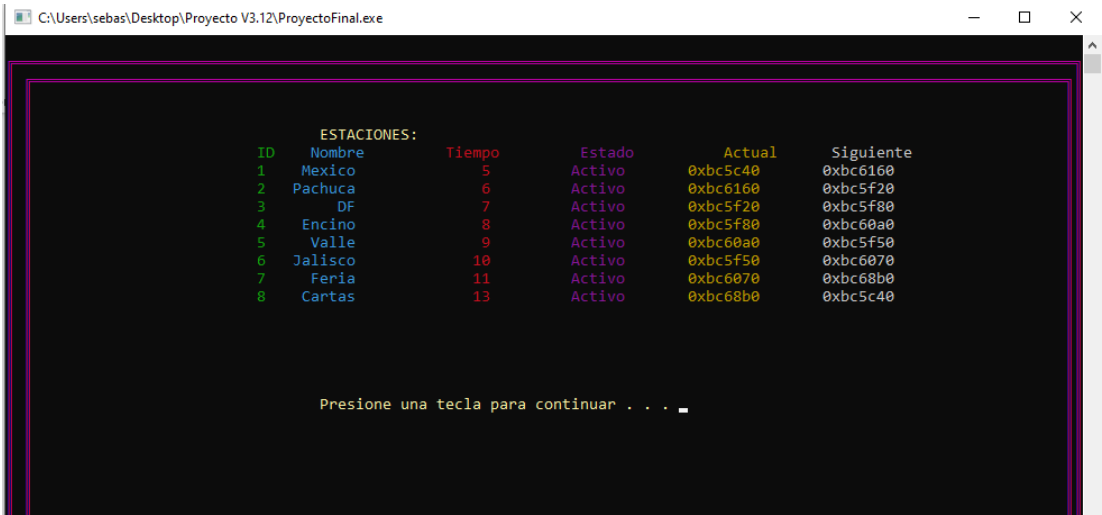 C:\Users\sebas\Desktop\Proyecto V3.12\ProyectoFinal.exe
ESTACIONES:
ID Nombre Tiempo Estado Actual Siguiente
1 Mexico 5 Activo 0xbc5c40 0xbc6160
2 Pachuca 6 Activo 0xbc6160 0xbc5f20
3 DF 7 Activo 0xbc5f20 0xbc5f80
4 Encino 8 Activo 0xbc5f80 0xbc60a0
5 Valle 9 Activo 0xbc60a0 0xbc5f50
6 Jalisco 10 Activo 0xbc5f50 0xbc6070
7 Feria 11 Activo 0xbc6070 0xbc68b0
8 Cartas 13 Activo 0xbc68b0 0xbc5c40
Presione una tecla para continuar . . .